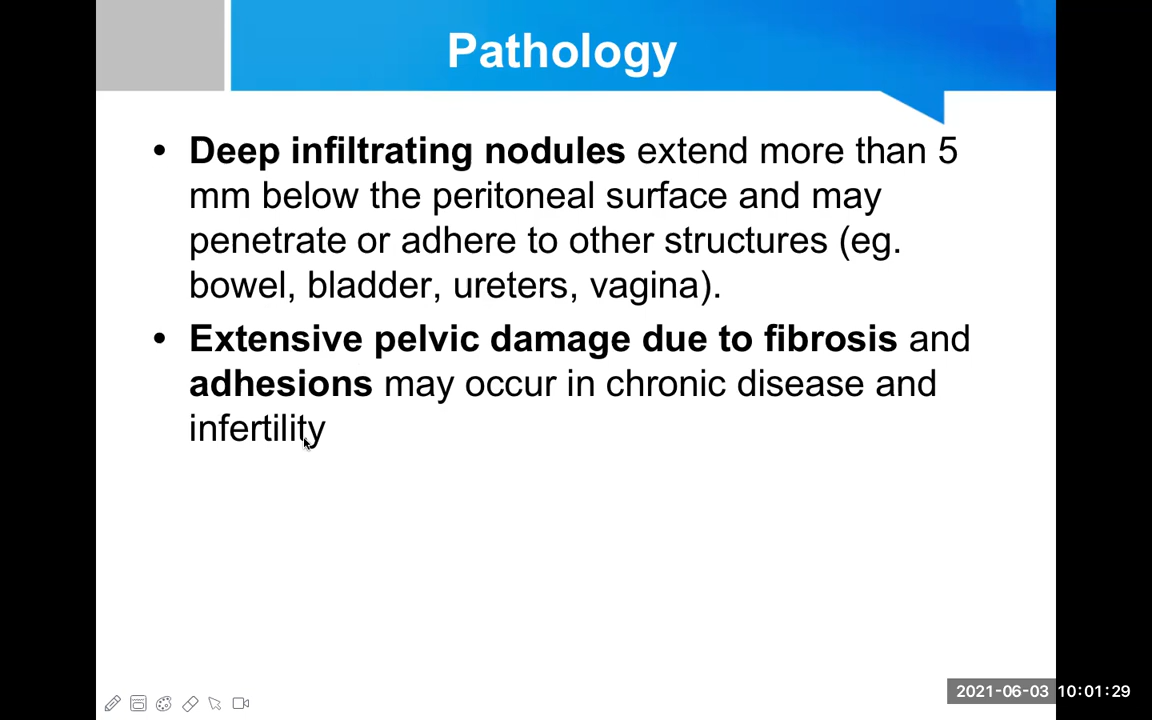 Pathology
• Deep infiltrating nodules extend more than 5
mm below the peritoneal surface and may
penetrate or adhere to other structures (eg.
bowel, bladder, ureters, vagina).
• Extensive pelvic damage due to fibrosis and
adhesions may occur in chronic disease and
infertility
2021-06-03 10:01:29